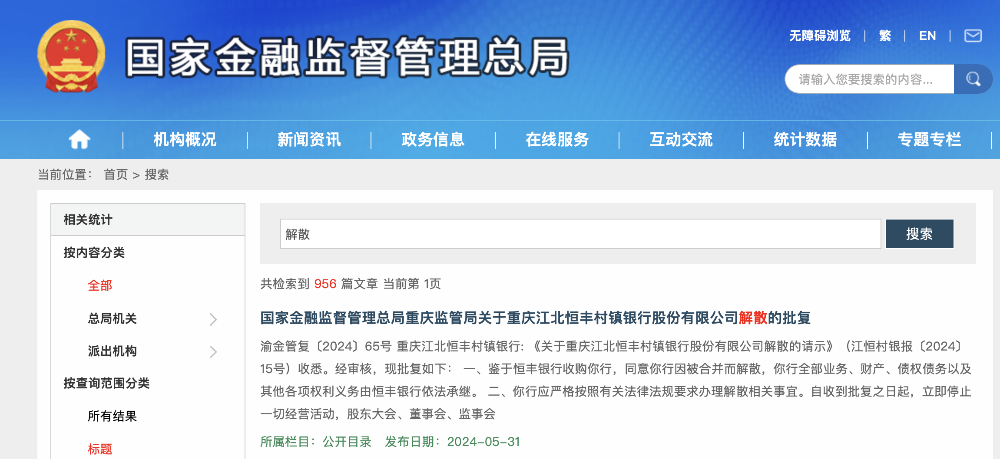 国家金融监督管理总局
无障碍浏览 | 繁 | EN |
请输入您要搜索的内容...
机构概况 | 新闻资讯 | 政务信息 | 在线服务 | 互动交流 | 统计数据 | 专题专栏 |
当前位置： 首页 > 搜索
相关统计
按内容分类
全部
总局机关
派出机构
按查询范围分类
所有结果
标题
解散
搜索
共检索到 956 篇文章 当前第 1页
国家金融监督管理总局重庆监管局关于重庆江北恒丰村镇银行股份有限公司解散的批复
渝金管复〔2024〕65号 重庆江北恒丰村镇银行：《关于重庆江北恒丰村镇银行股份有限公司解散的请示》（江恒村银报〔2024〕
15号）收悉。经审核，现批复如下： 一、鉴于恒丰银行收购你行，同意你行因被合并而解散，你行全部业务、财产、债权债务以及
其他各项权利义务由恒丰银行依法承继。 二、你行应严格按照有关法律法规要求办理解散相关事宜。自收到批复之日起，立即停止
一切经营活动，股东大会、董事会、监事会
所属栏目：公开目录 发布日期：2024-05-31